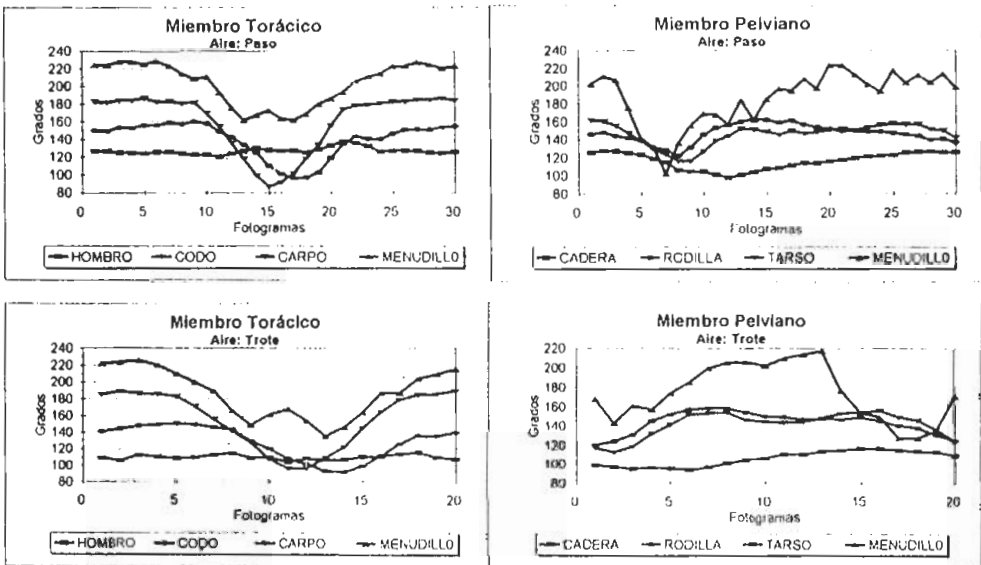 Miembro Torácico
Aire: Paso
Grados
240
220
200
180
160
140
120
100
80
0 5 10 15 20 25 30
Fotogramas
HOMBRO CODO CARPO MENUDILLO
Miembro Pelviano
Aire: Paso
Grados
240
220
200
180
160
140
120
100
80
0 5 10 15 20 25 30
Fotogramas
CADERA RODILLA TARSO MENUDILLO
Miembro Torácico
Aire: Trote
Grados
240
220
200
180
160
140
120
100
80
0 5 10 15 20
Fotogramas
HOMBRO CODO CARPO MENUDILLO
Miembro Pelviano
Aire: Trote
Grados
220
200
180
160
140
120
100
80
0 5 10 15 20
Fotogramas
CADERA RODILLA TARSO MENUDILLO